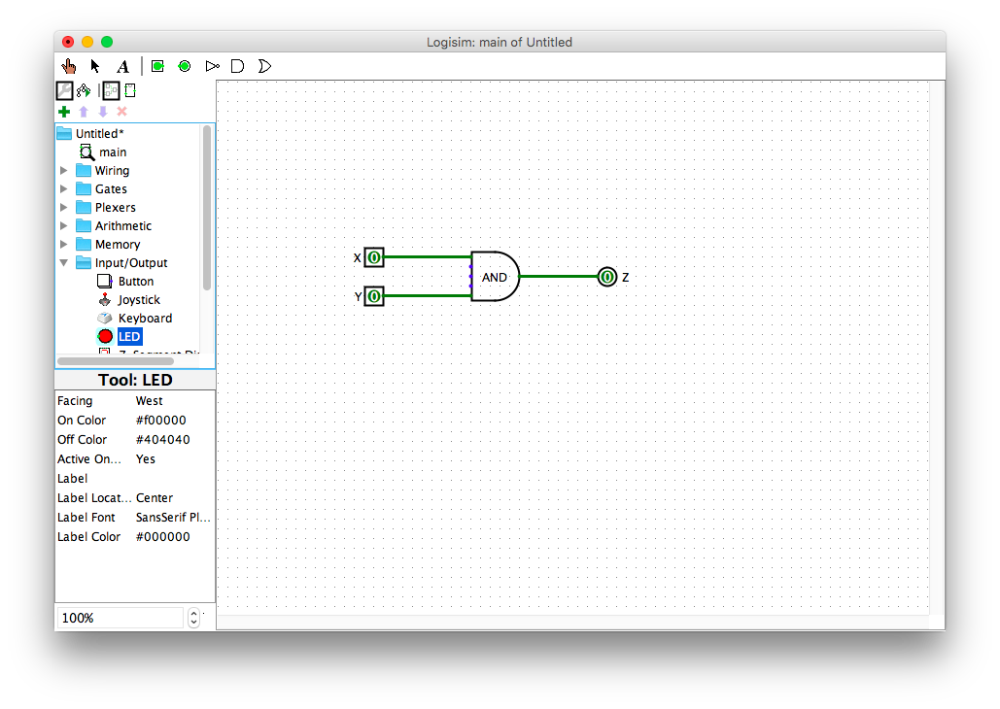 Logisim: main of Untitled
A
Untitled*
main
Wiring
Gates
Plexers
Arithmetic
Memory
Input/Output
Button
Joystick
Keyboard
LED
Tool: LED
Facing West
On Color #f00000
Off Color #404040
Active On... Yes
Label
Label Locat... Center
Label Font SansSerif Pl...
Label Color #000000
100%
X 0
AND
0 Z
Y 0